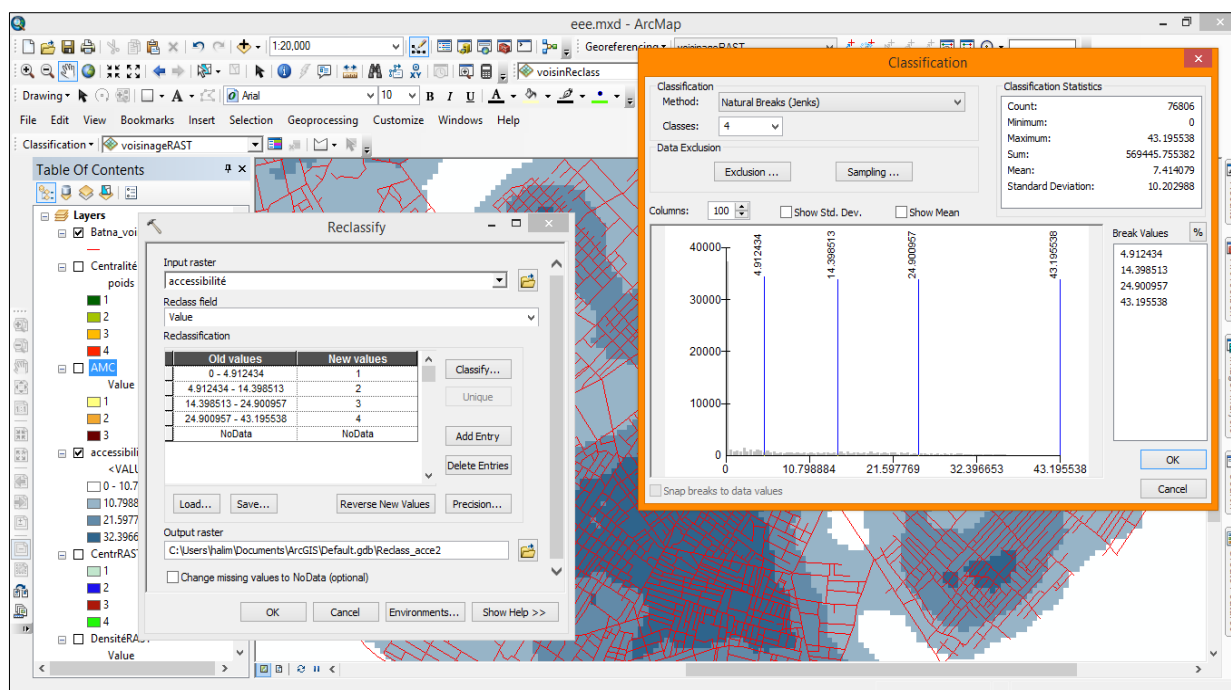 eee.mxd - ArcMap
1:20,000
Georeferencing
voisinageRAST
voisinReclass
Drawing
Arial
10
B I U A
File Edit View Bookmarks Insert Selection Geoprocessing Customize Windows Help
Classification voisinageRAST
Table Of Contents
Layers
Batna_voi
Centralité
poids
1
2
3
4
AMC
Value
1
2
3
accessibili
<VALU
0 - 10.7
10.7988
21.5977
32.3966
CentrRAS
1
2
3
4
DensitéRAST
Value
Reclassify
Input raster
accessibilité
Reclass field
Value
Reclassification
Old values New values
0 - 4.912434 1
4.912434 - 14.398513 2
14.398513 - 24.900957 3
24.900957 - 43.195538 4
NoData NoData
Classify...
Unique
Add Entry
Delete Entries
Load... Save... Reverse New Values Precision...
Output raster
C:\Users\halim\Documents\ArcGIS\Default.gdb\Reclass_acce2
Change missing values to NoData (optional)
OK Cancel Environments... Show Help >>
Classification
Classification
Method: Natural Breaks (Jenks)
Classes: 4
Data Exclusion
Exclusion ... Sampling ...
Classification Statistics
Count: 76806
Minimum: 0
Maximum: 43.195538
Sum: 569445.755382
Mean: 7.414079
Standard Deviation: 10.202988
Columns: 100 Show Std. Dev. Show Mean
Break Values %
4.912434
14.398513
24.900957
43.195538
40000
30000
20000
10000
0
4.912434
14.398513
24.900957
43.195538
0 10.798884 21.597769 32.396653 43.195538
Snap breaks to data values
OK
Cancel